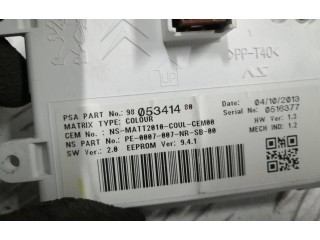 >PP-T40<
PSA PART No.: 98 053414 80
MATRIX TYPE: COLOUR
CEM No.: NS-MATT2010-COUL-CEM00
NS PART No.: PE-0007-007-NR-SB-00
SW Ver.: 2.0 EEPROM Ver.: 9.4.1
Date: 04/10/2013
Serial No.: 0516377
HW Ind.: 1.3
MECH IND.: 1.2